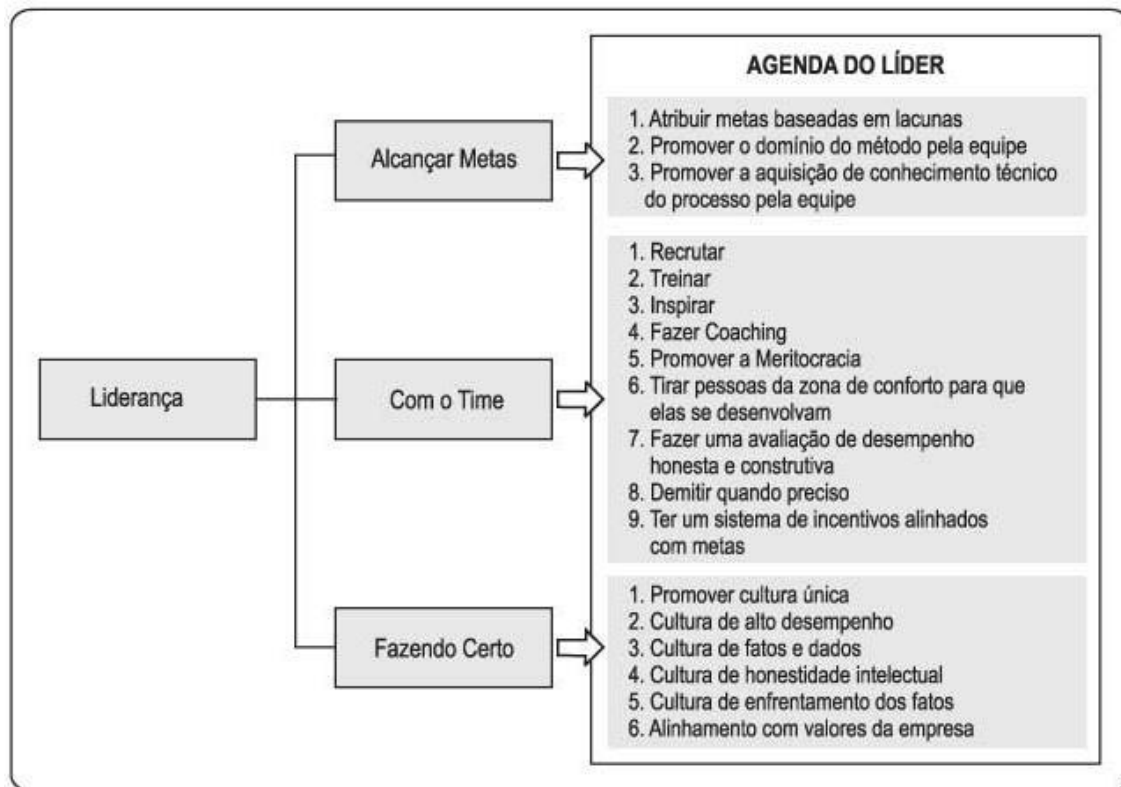 AGENDA DO LÍDER
Liderança
Alcançar Metas
1. Atribuir metas baseadas em lacunas
2. Promover o domínio do método pela equipe
3. Promover a aquisição de conhecimento técnico
do processo pela equipe
Com o Time
1. Recrutar
2. Treinar
3. Inspirar
4. Fazer Coaching
5. Promover a Meritocracia
6. Tirar pessoas da zona de conforto para que
elas se desenvolvam
7. Fazer uma avaliação de desempenho
honesta e construtiva
8. Demitir quando preciso
9. Ter um sistema de incentivos alinhados
com metas
Fazendo Certo
1. Promover cultura única
2. Cultura de alto desempenho
3. Cultura de fatos e dados
4. Cultura de honestidade intelectual
5. Cultura de enfrentamento dos fatos
6. Alinhamento com valores da empresa